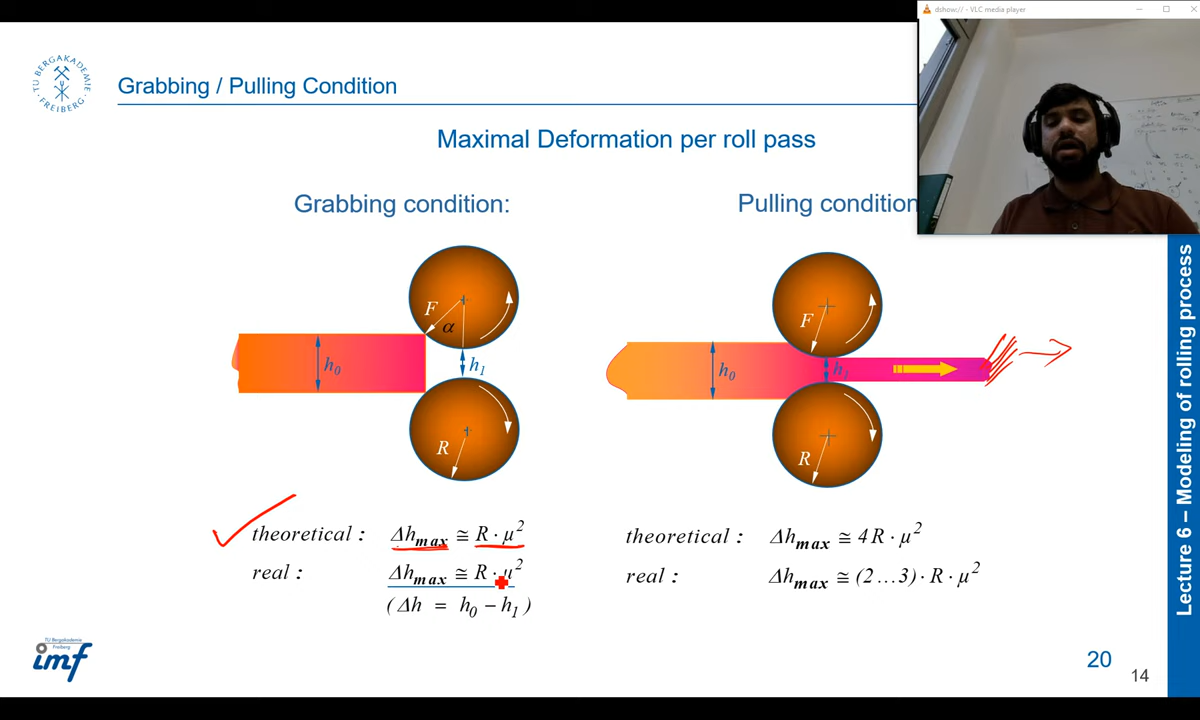 dshow:// - VLC media player
TU BERGAKADEMIE
FREIBERG
Grabbing / Pulling Condition
Maximal Deformation per roll pass
Grabbing condition:
Pulling condition
F
α
h0
h1
R
F
h0
h1
R
theoretical : Δhmax ≅ R · μ²
real : Δhmax ≅ R · μ²
( Δh = h0 – h1 )
theoretical : Δhmax ≅ 4 R · μ²
real : Δhmax ≅ (2...3) · R · μ²
Lecture 6 – Modeling of rolling process
TU Bergakademie
Freiberg
imf
20
14